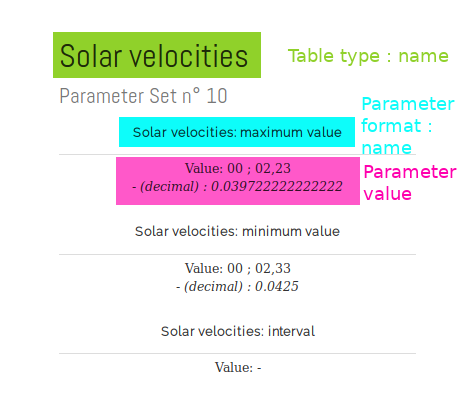 Solar velocities
Table type : name
Parameter Set n° 10
Parameter
format :
name
Solar velocities: maximum value
Value: 00 ; 02,23
- (decimal) : 0.039722222222222
Parameter
value
Solar velocities: minimum value
Value: 00 ; 02,33
- (decimal) : 0.0425
Solar velocities: interval
Value: -